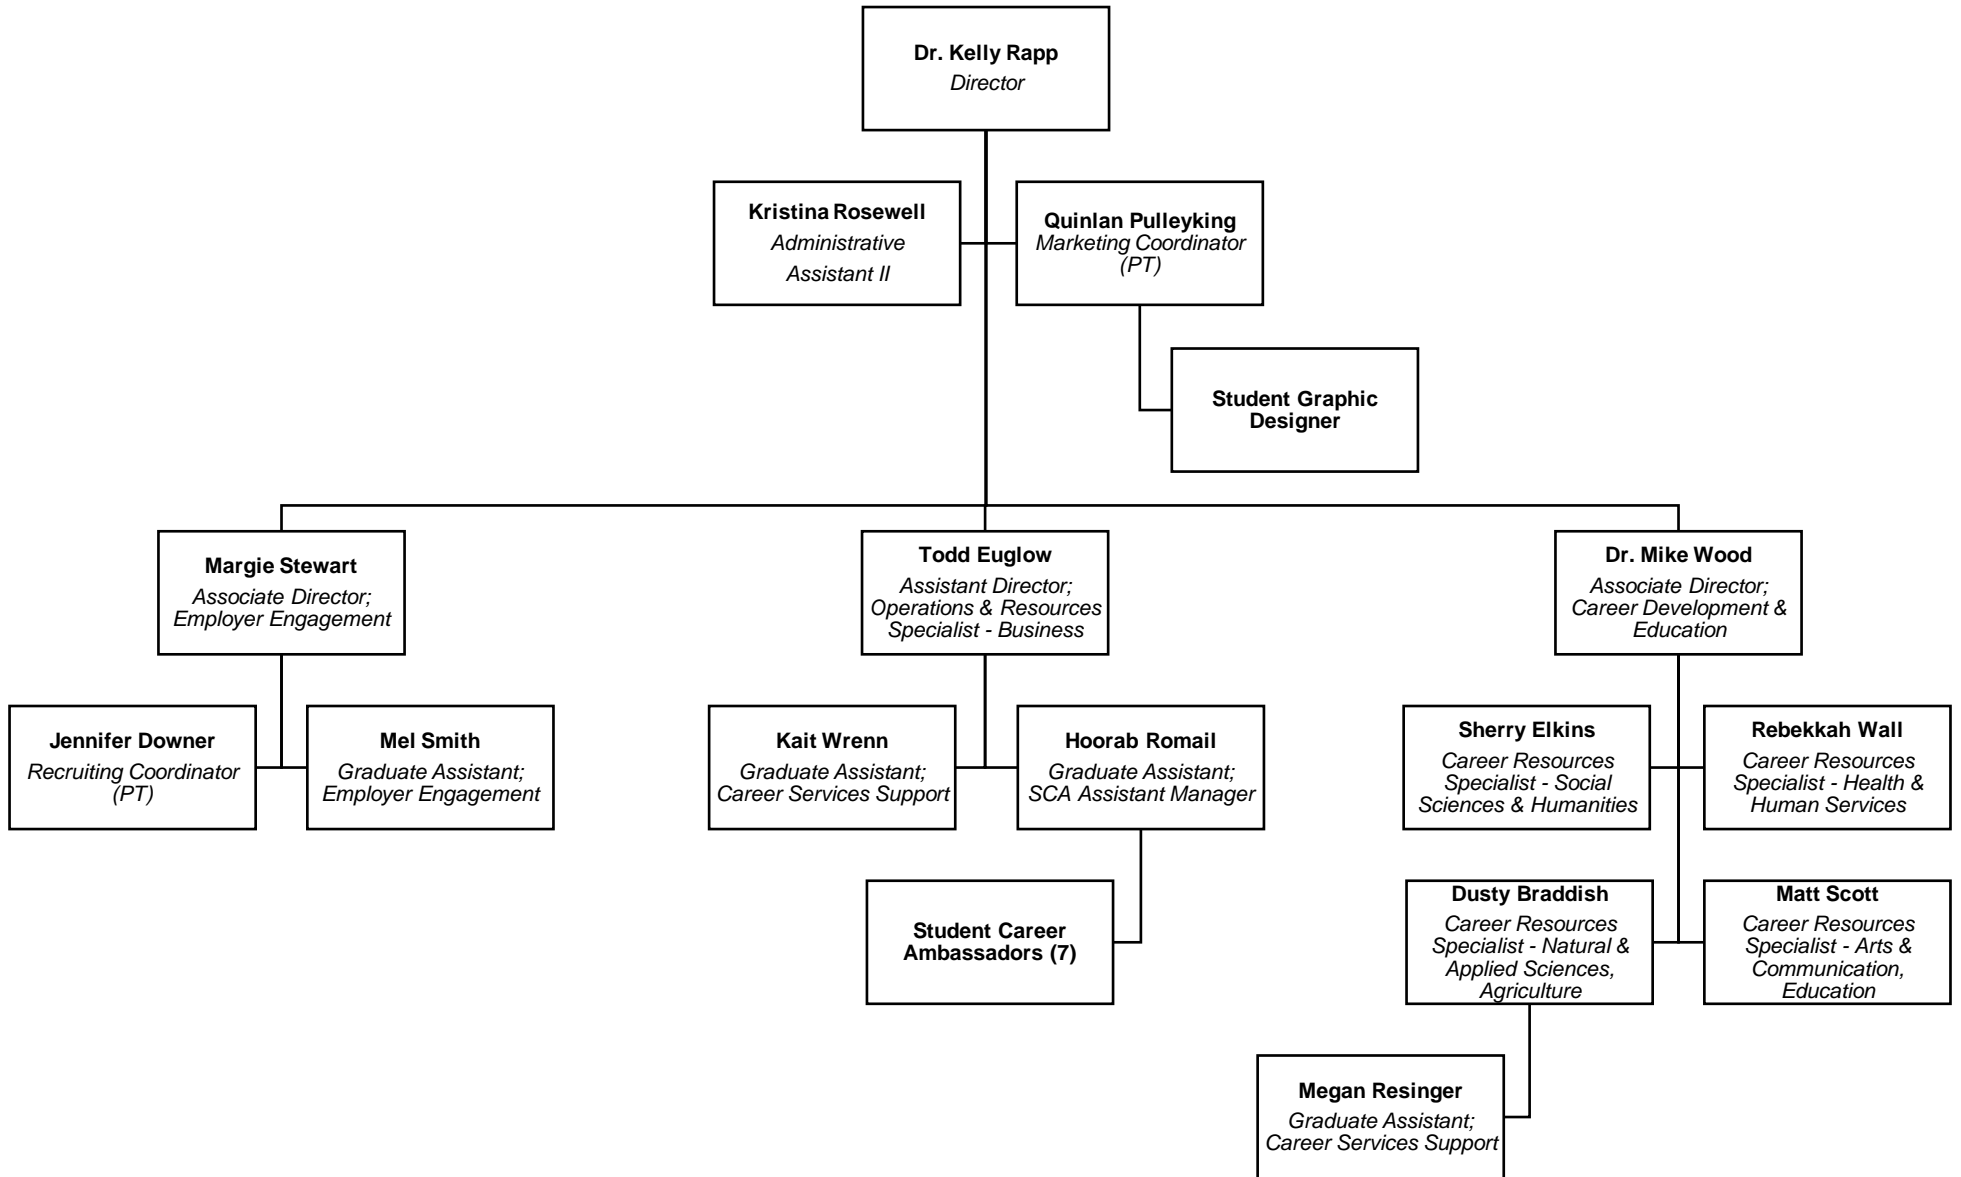 Dr. Kelly Rapp
Director
Kristina Rosewell
Administrative
Assistant II
Quinlan Pulleyking
Marketing Coordinator
(PT)
Student Graphic
Designer
Margie Stewart
Associate Director;
Employer Engagement
Todd Euglow
Assistant Director;
Operations & Resources
Specialist - Business
Dr. Mike Wood
Associate Director;
Career Development &
Education
Jennifer Downer
Recruiting Coordinator
(PT)
Mel Smith
Graduate Assistant;
Employer Engagement
Kait Wrenn
Graduate Assistant;
Career Services Support
Hoorab Romail
Graduate Assistant;
SCA Assistant Manager
Sherry Elkins
Career Resources
Specialist - Social
Sciences & Humanities
Rebekkah Wall
Career Resources
Specialist - Health &
Human Services
Student Career
Ambassadors (7)
Dusty Braddish
Career Resources
Specialist - Natural &
Applied Sciences,
Agriculture
Matt Scott
Career Resources
Specialist - Arts &
Communication,
Education
Megan Resinger
Graduate Assistant;
Career Services Support